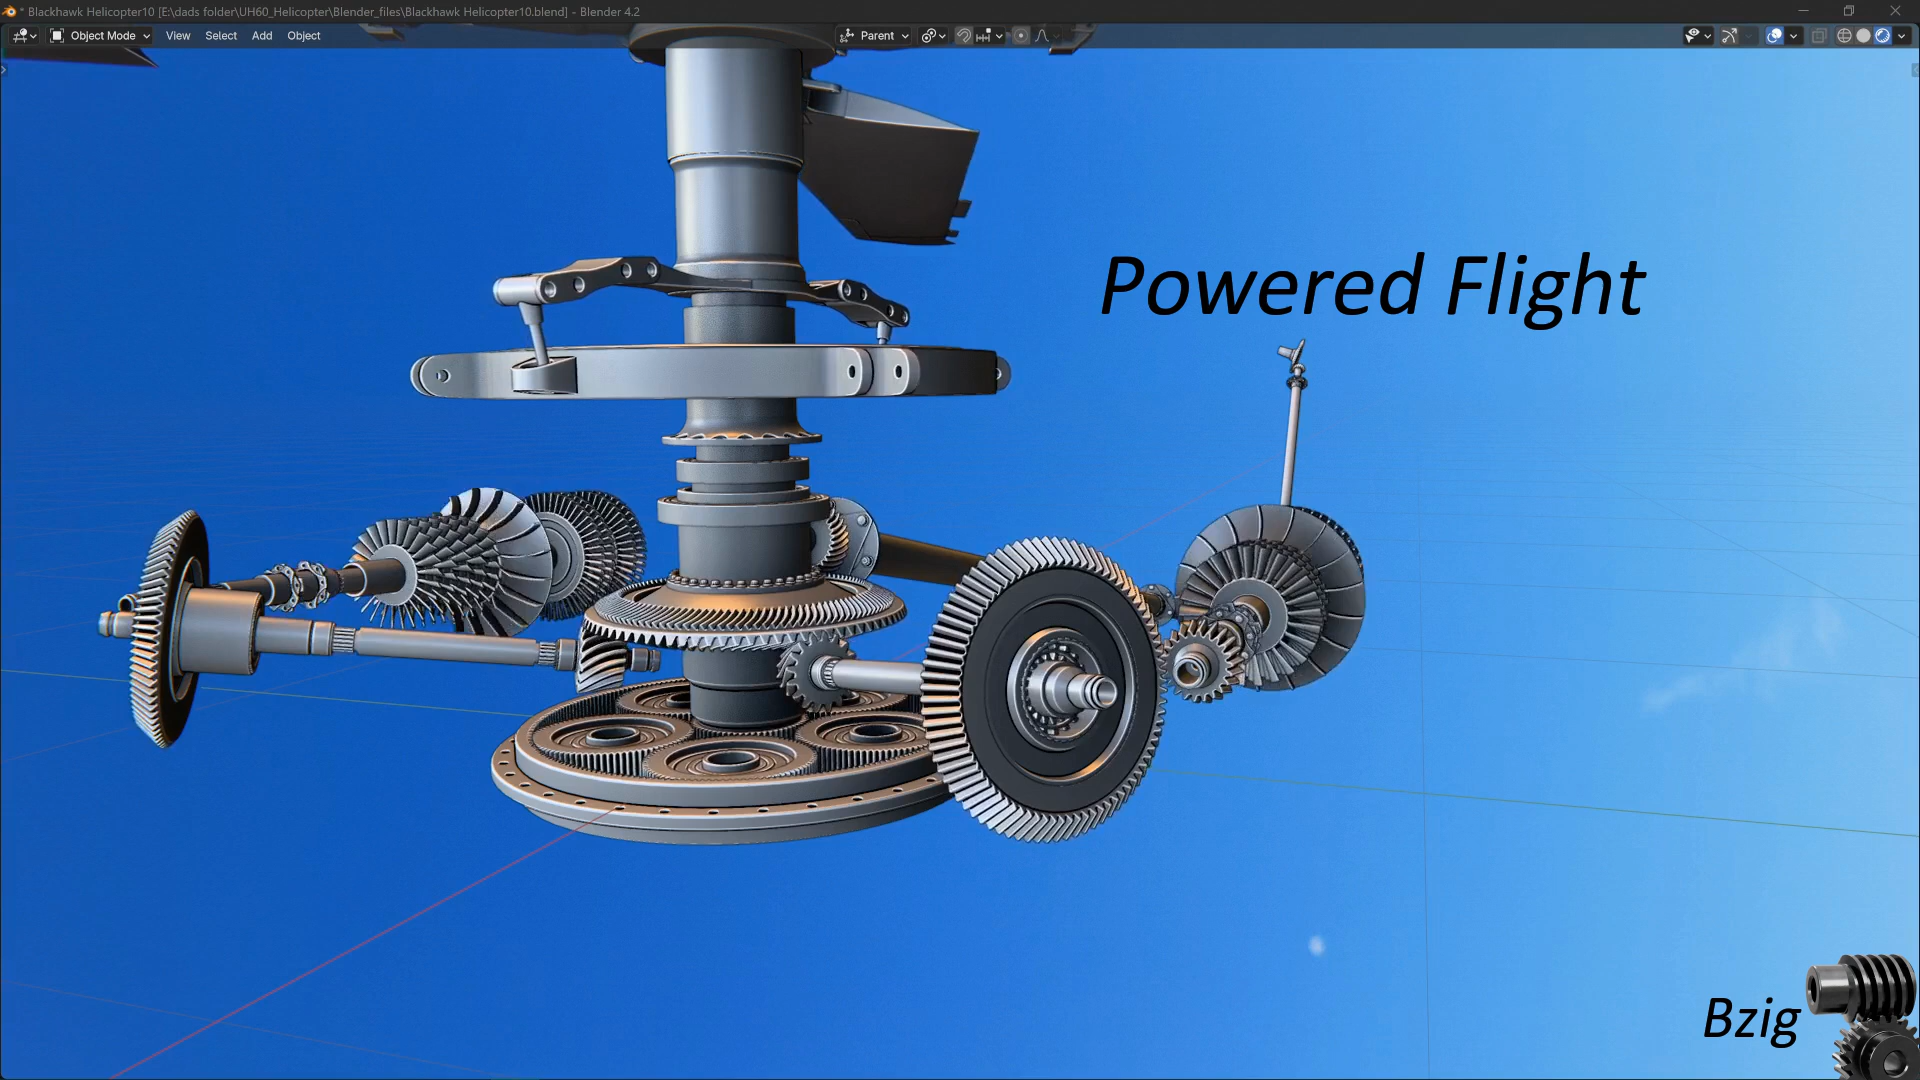 * Blackhawk Helicopter10 [E:\dads folder\UH60_Helicopter\Blender_files\Blackhawk Helicopter10.blend] - Blender 4.2
Object Mode View Select Add Object Parent
Powered Flight
Bzig